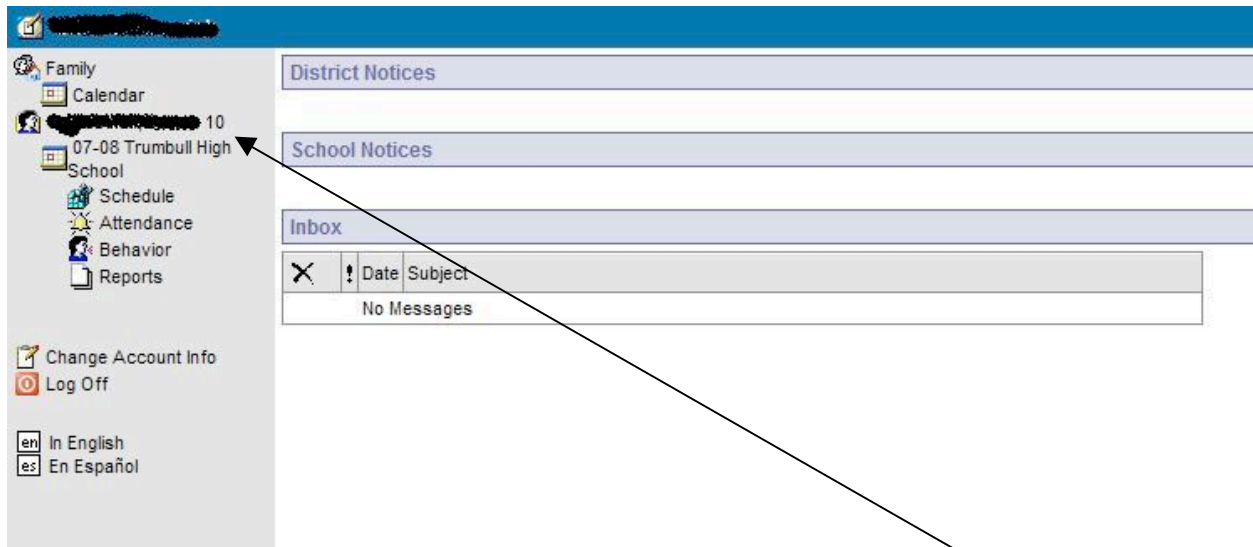 Family
Calendar
10
07-08 Trumbull High
School
Schedule
Attendance
Behavior
Reports
Change Account Info
Log Off
en In English
es En Español
District Notices
School Notices
Inbox
! Date Subject
No Messages